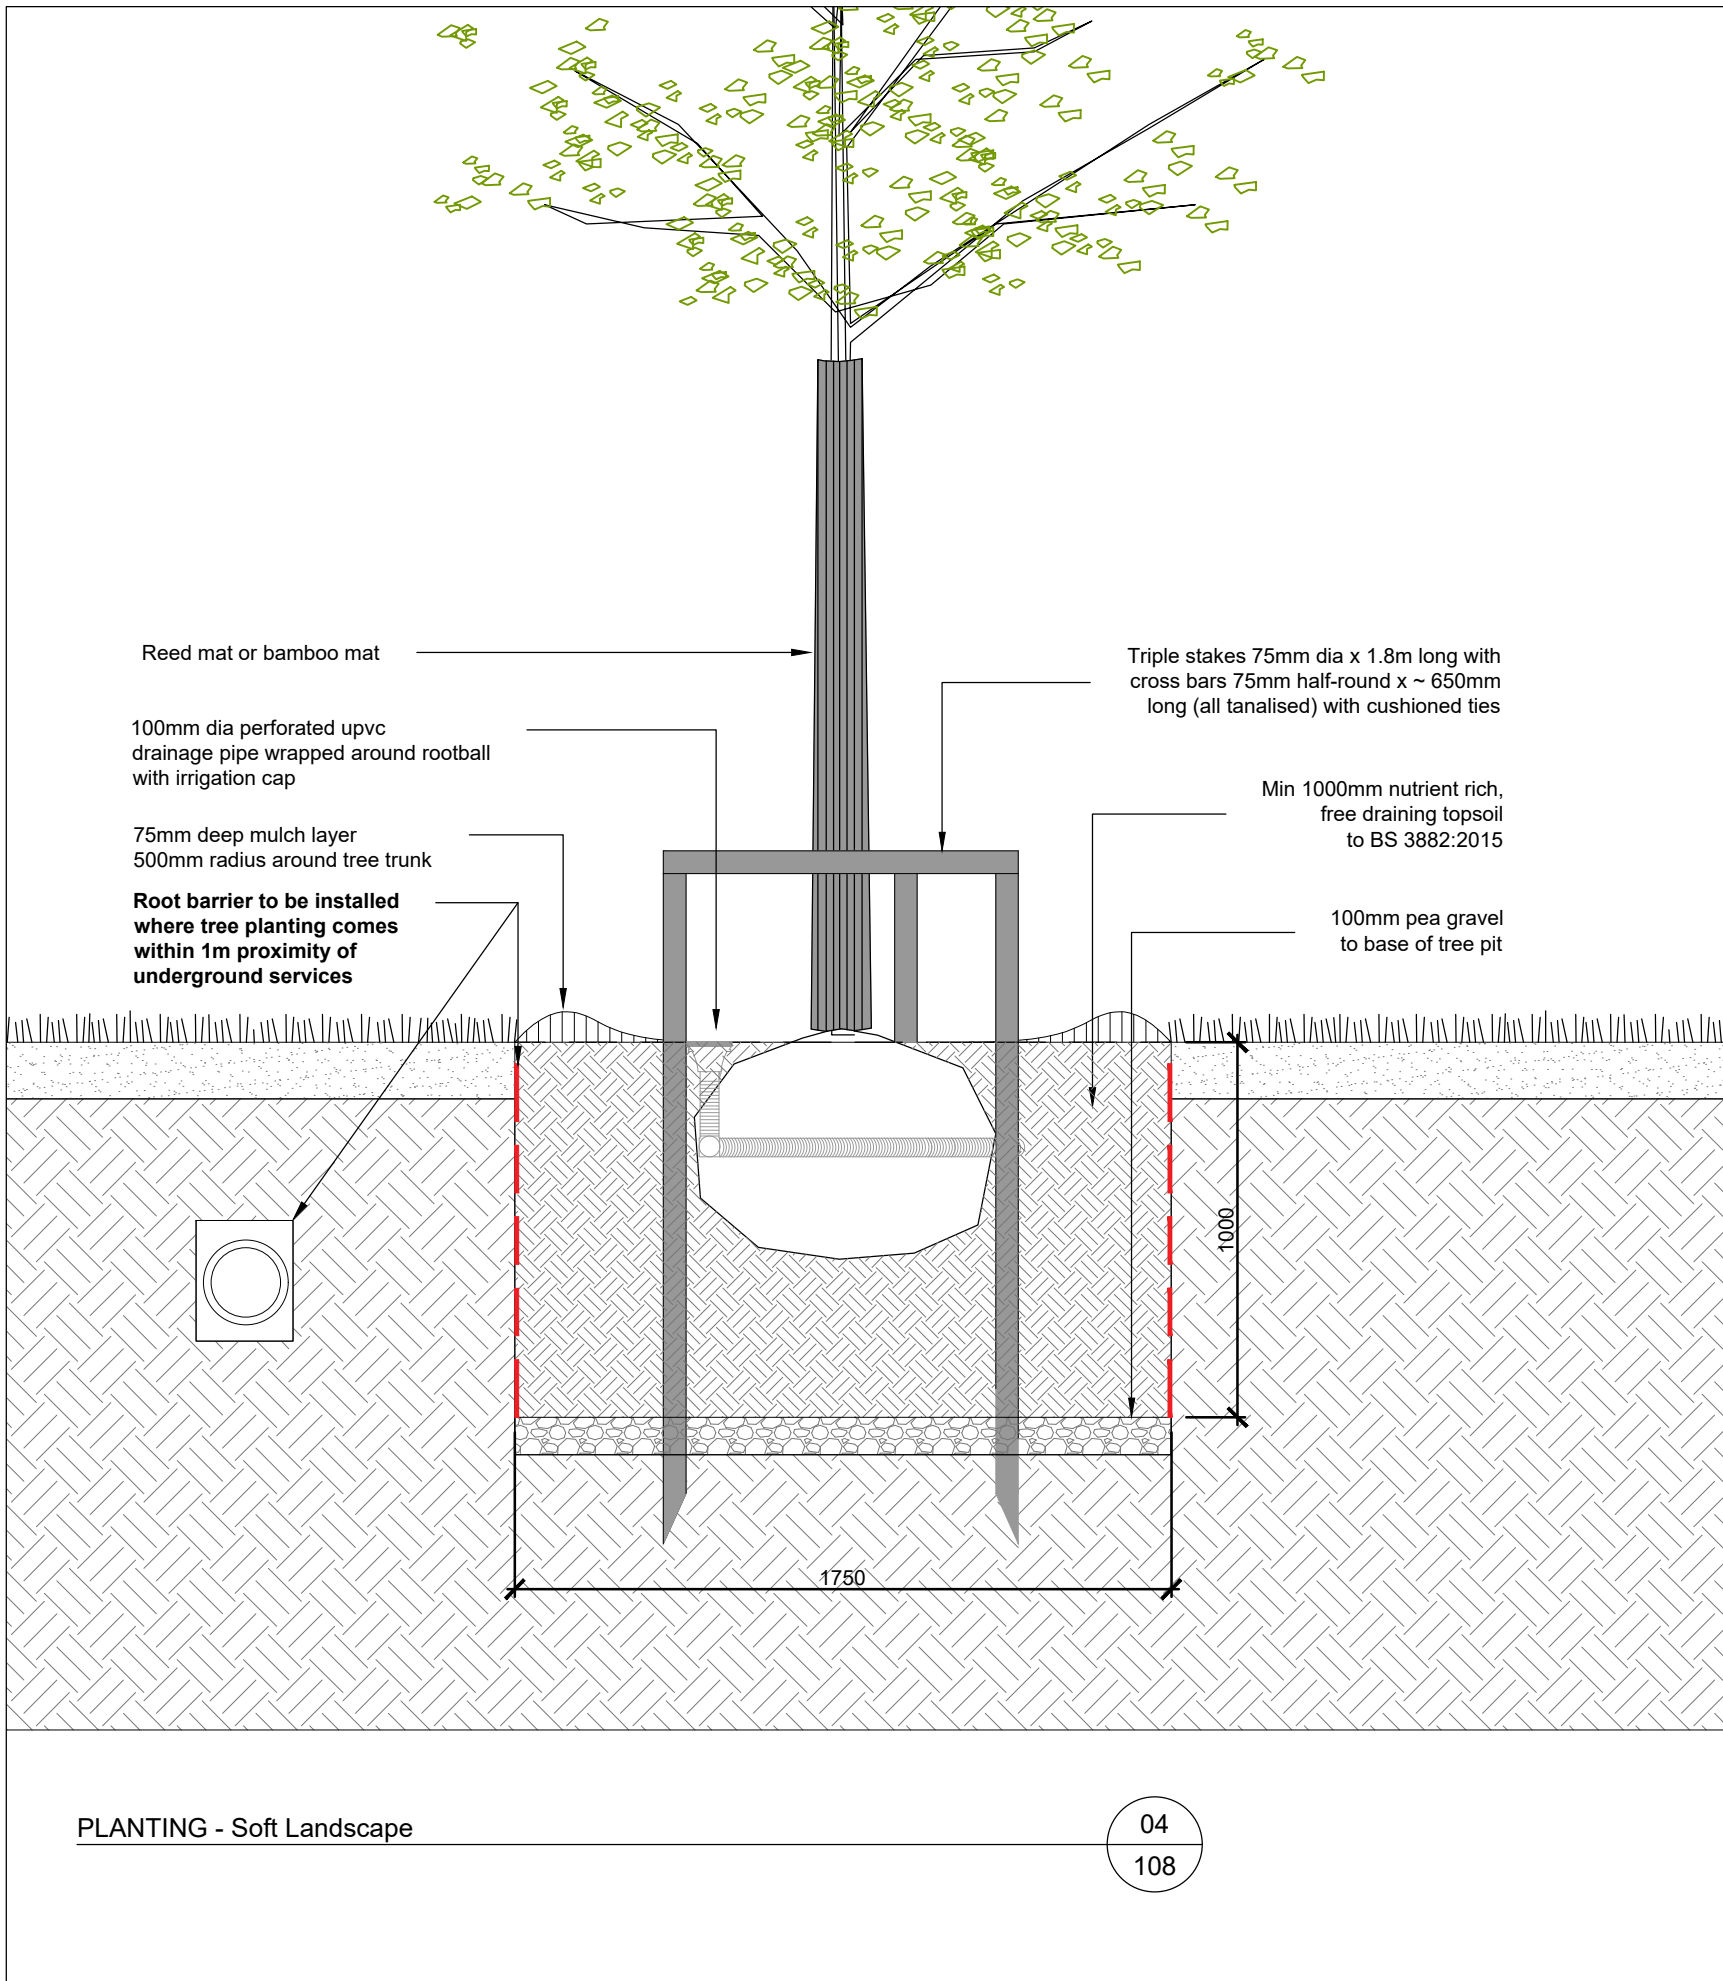 Reed mat or bamboo mat
100mm dia perforated upvc
drainage pipe wrapped around rootball
with irrigation cap
75mm deep mulch layer
500mm radius around tree trunk
Root barrier to be installed
where tree planting comes
within 1m proximity of
underground services
Triple stakes 75mm dia x 1.8m long with
cross bars 75mm half-round x ~ 650mm
long (all tanalised) with cushioned ties
Min 1000mm nutrient rich,
free draining topsoil
to BS 3882:2015
100mm pea gravel
to base of tree pit
1000
1750
PLANTING - Soft Landscape
04
108